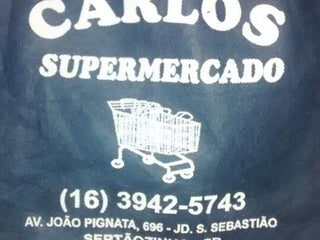 CARLOS
SUPERMERCADO
(16) 3942-5743
AV. JOÃO PIGNATA, 696 - JD. S. SEBASTIÃO